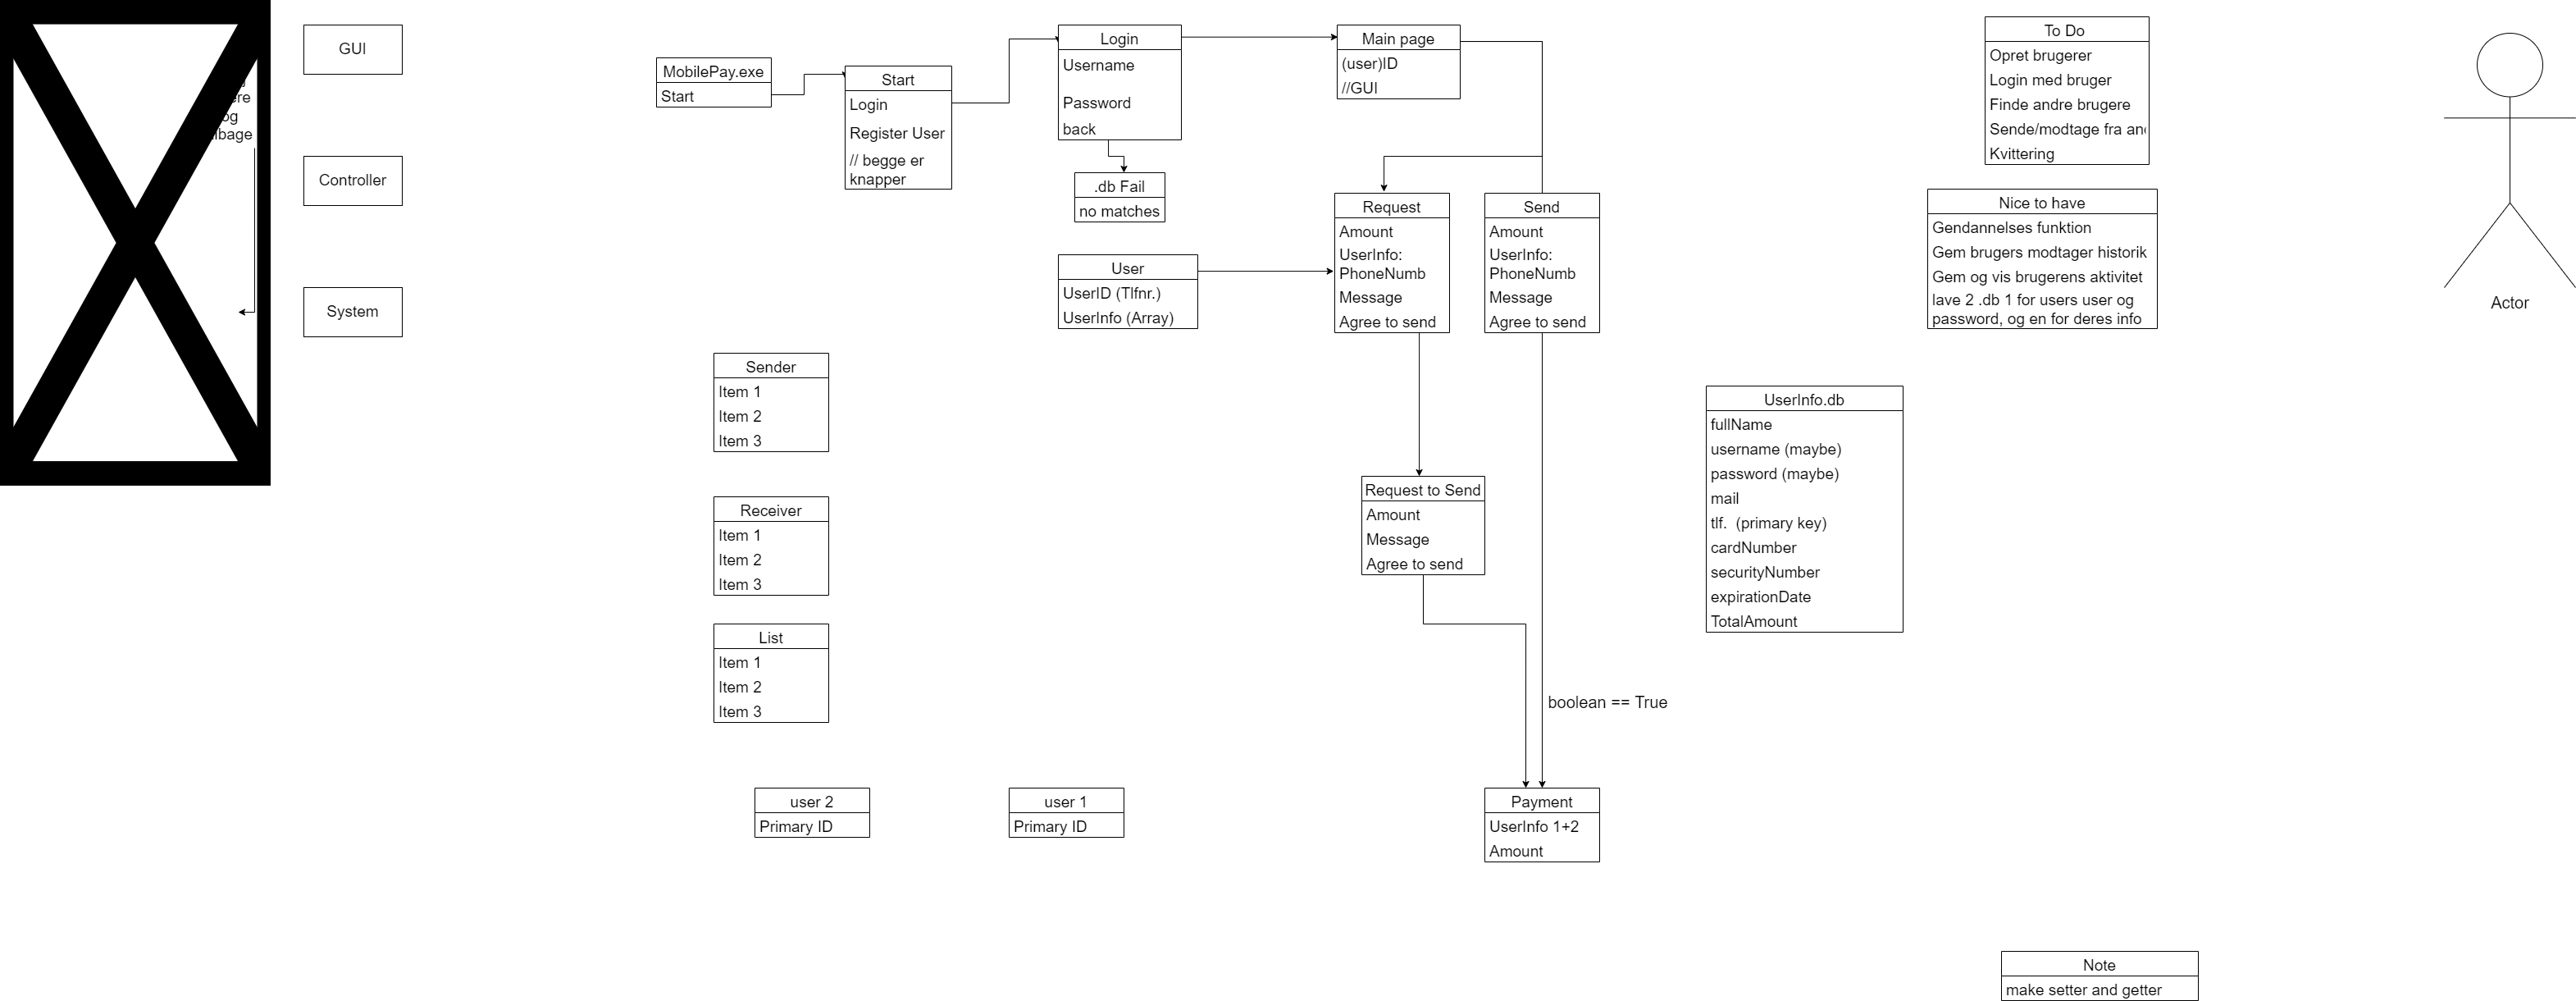 ere
og
lbage
GUI
Controller
System
MobilePay.exe
Start
Start
Login
Register User
// begge er
knapper
Login
Username
Password
back
.db Fail
no matches
Main page
(user)ID
//GUI
User
UserID (Tlfnr.)
UserInfo (Array)
Request
Amount
UserInfo:
PhoneNumb
Message
Agree to send
Send
Amount
UserInfo:
PhoneNumb
Message
Agree to send
Sender
Item 1
Item 2
Item 3
Receiver
Item 1
Item 2
Item 3
List
Item 1
Item 2
Item 3
Request to Send
Amount
Message
Agree to send
boolean == True
user 2
Primary ID
user 1
Primary ID
Payment
UserInfo 1+2
Amount
UserInfo.db
fullName
username (maybe)
password (maybe)
mail
tlf.  (primary key)
cardNumber
securityNumber
expirationDate
TotalAmount
To Do
Opret brugerer
Login med bruger
Finde andre brugere
Sende/modtage fra an
Kvittering
Nice to have
Gendannelses funktion
Gem brugers modtager historik
Gem og vis brugerens aktivitet
lave 2 .db 1 for users user og
password, og en for deres info
Actor
Note
make setter and getter